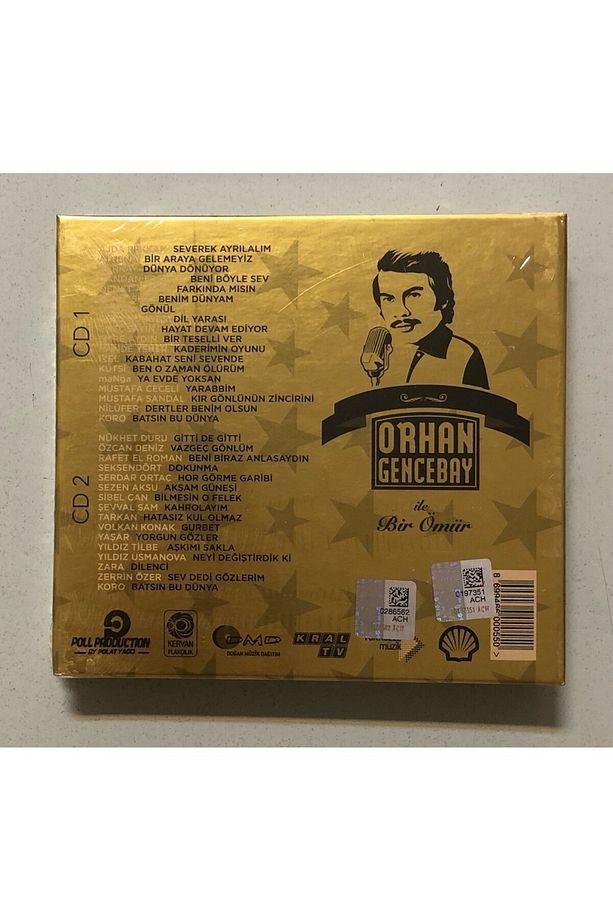 CD 1
SEVEREK AYRILALIM
BİR ARAYA GELEMEYİZ
DÜNYA DÖNÜYOR
BENİ BÖYLE SEV
FARKINDA MISIN
BENİM DÜNYAM
GÖNÜL
DİL YARASI
HAYAT DEVAM EDİYOR
BİR TESELLİ VER
KADERİMİN OYUNU
KABAHAT SENİ SEVENDE
KUTSİ BEN O ZAMAN ÖLÜRÜM
maNga YA EVDE YOKSAN
MUSTAFA CECELİ YARABBİM
MUSTAFA SANDAL KIR GÖNLÜNÜN ZİNCİRİNİ
NİLÜFER DERTLER BENİM OLSUN
KORO BATSIN BU DÜNYA
CD 2
NÜKHET DURU GİTTİ DE GİTTİ
ÖZCAN DENİZ VAZGEÇ GÖNLÜM
RAFET EL ROMAN BENİ BİRAZ ANLASAYDIN
SEKSENDÖRT DOKUNMA
SERDAR ORTAÇ HOR GÖRME GARİBİ
SEZEN AKSU AKŞAM GÜNEŞİ
SİBEL CAN BİLMESİN O FELEK
ŞEVVAL SAM KAHROLAYIM
TARKAN HATASIZ KUL OLMAZ
VOLKAN KONAK GURBET
YAŞAR YORGUN GÖZLER
YILDIZ TİLBE AŞKIMI SAKLA
YILDIZ USMANOVA NEYİ DEĞİŞTİRDİK Kİ
ZARA DİLENCİ
ZERRİN ÖZER SEV DEDİ GÖZLERİM
KORO BATSIN BU DÜNYA
ORHAN
GENCEBAY
ile
Bir Ömür
0286562
ACH
0197351
ACH
POLL PRODUCTION
BY POLAT YAĞCI
KERVAN
PLAKÇILIK
DMD
DOĞAN MÜZİK DAĞITIM
KRAL
TV
müzik